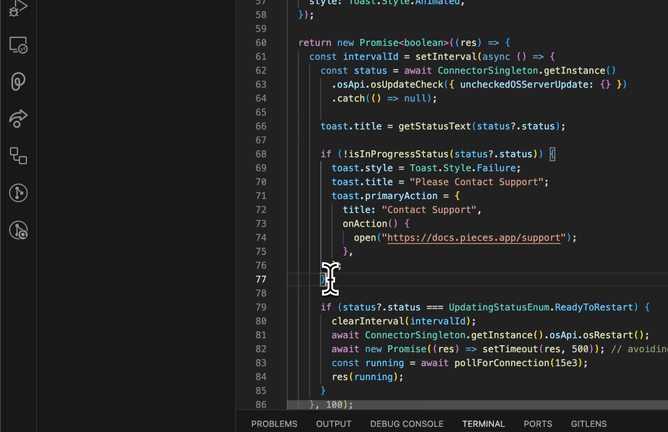 57 style: Toast.Style.Animated,
58 });
59
60 return new Promise<boolean>((res) => {
61 const intervalId = setInterval(async () => {
62 const status = await ConnectorSingleton.getInstance()
63 .osApi.osUpdateCheck({ uncheckedOSServerUpdate: {} })
64 .catch(() => null);
65
66 toast.title = getStatusText(status?.status);
67
68 if (!isInProgressStatus(status?.status)) {
69 toast.style = Toast.Style.Failure;
70 toast.title = "Please Contact Support";
71 toast.primaryAction = {
72 title: "Contact Support",
73 onAction() {
74 open("https://docs.pieces.app/support");
75 },
76 };
77 }
78
79 if (status?.status === UpdatingStatusEnum.ReadyToRestart) {
80 clearInterval(intervalId);
81 await ConnectorSingleton.getInstance().osApi.osRestart();
82 await new Promise((res) => setTimeout(res, 500)); // avoiding
83 const running = await pollForConnection(15e3);
84 res(running);
85 }
86 }, 100);
PROBLEMS OUTPUT DEBUG CONSOLE TERMINAL PORTS GITLENS